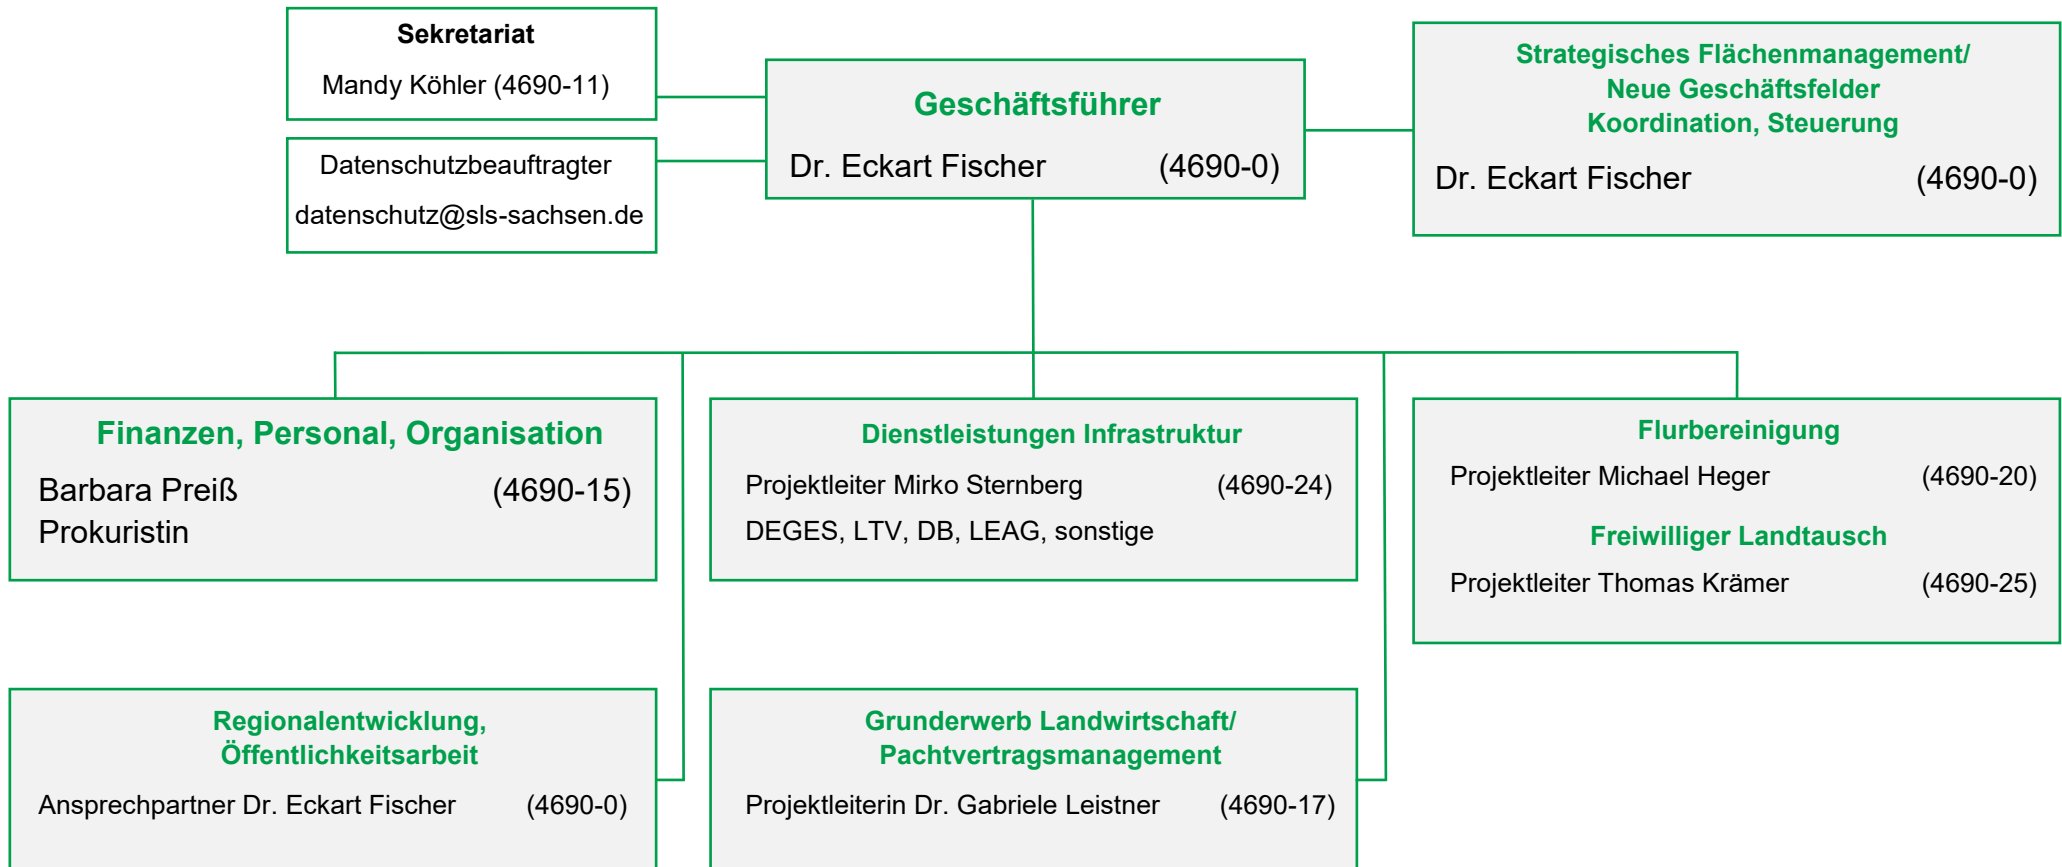 Sekretariat
Mandy Köhler (4690-11)
Datenschutzbeauftragter
datenschutz@sls-sachsen.de
Geschäftsführer
Dr. Eckart Fischer (4690-0)
Strategisches Flächenmanagement/
Neue Geschäftsfelder
Koordination, Steuerung
Dr. Eckart Fischer (4690-0)
Finanzen, Personal, Organisation
Barbara Preiß (4690-15)
Prokuristin
Dienstleistungen Infrastruktur
Projektleiter Mirko Sternberg (4690-24)
DEGES, LTV, DB, LEAG, sonstige
Flurbereinigung
Projektleiter Michael Heger (4690-20)
Freiwilliger Landtausch
Projektleiter Thomas Krämer (4690-25)
Regionalentwicklung,
Öffentlichkeitsarbeit
Ansprechpartner Dr. Eckart Fischer (4690-0)
Grunderwerb Landwirtschaft/
Pachtvertragsmanagement
Projektleiterin Dr. Gabriele Leistner (4690-17)